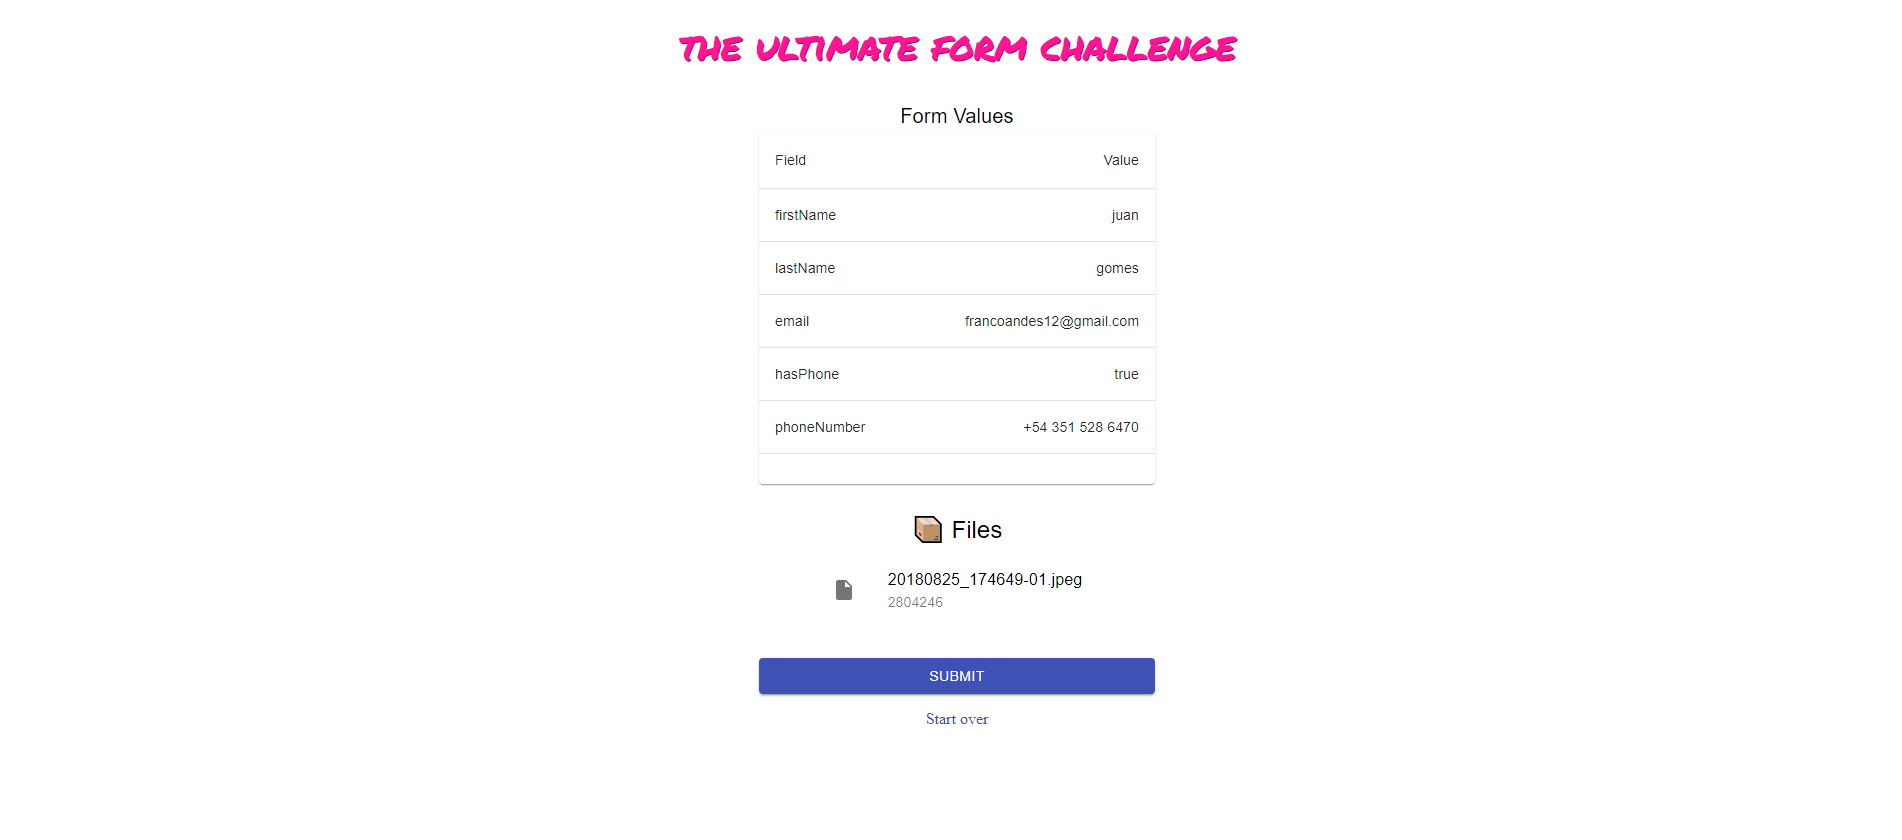 THE ULTIMATE FORM CHALLENGE
Form Values
Field Value
firstName juan
lastName gomes
email francoandes12@gmail.com
hasPhone true
phoneNumber +54 351 528 6470
Files
20180825_174649-01.jpeg
2804246
SUBMIT
Start over